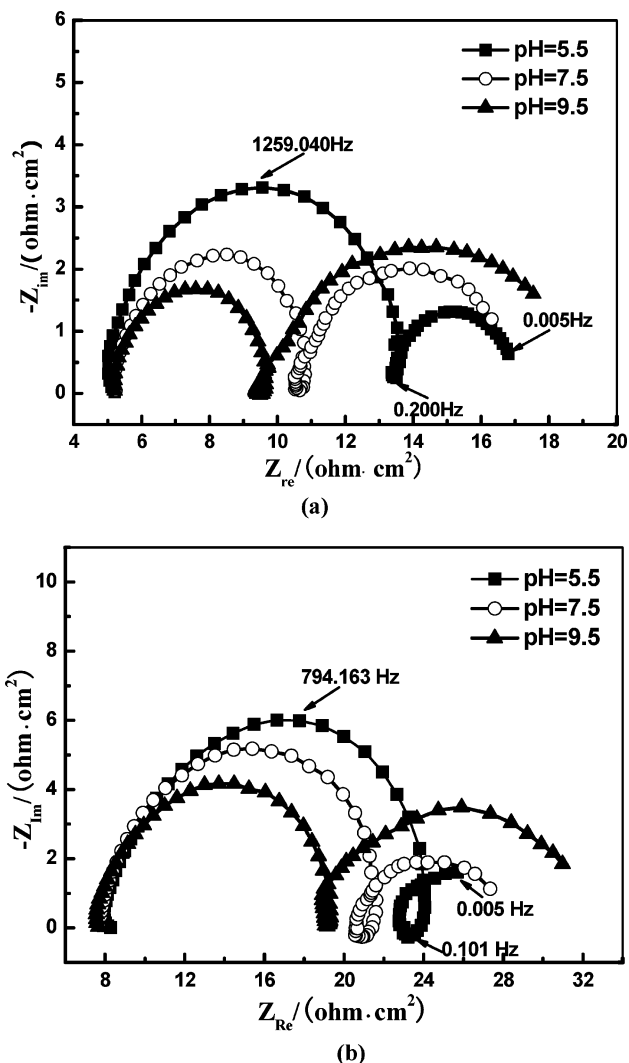 6
5
4
3
2
1
0
-Z_im/(ohm·cm²)
pH=5.5
pH=7.5
pH=9.5
1259.040Hz
0.005Hz
0.200Hz
4 6 8 10 12 14 16 18 20
Z_re/(ohm·cm²)
(a)
10
8
6
4
2
0
-Z_Im/(ohm·cm²)
pH=5.5
pH=7.5
pH=9.5
794.163 Hz
0.005 Hz
0.101 Hz
8 12 16 20 24 28 32
Z_Re/(ohm·cm²)
(b)